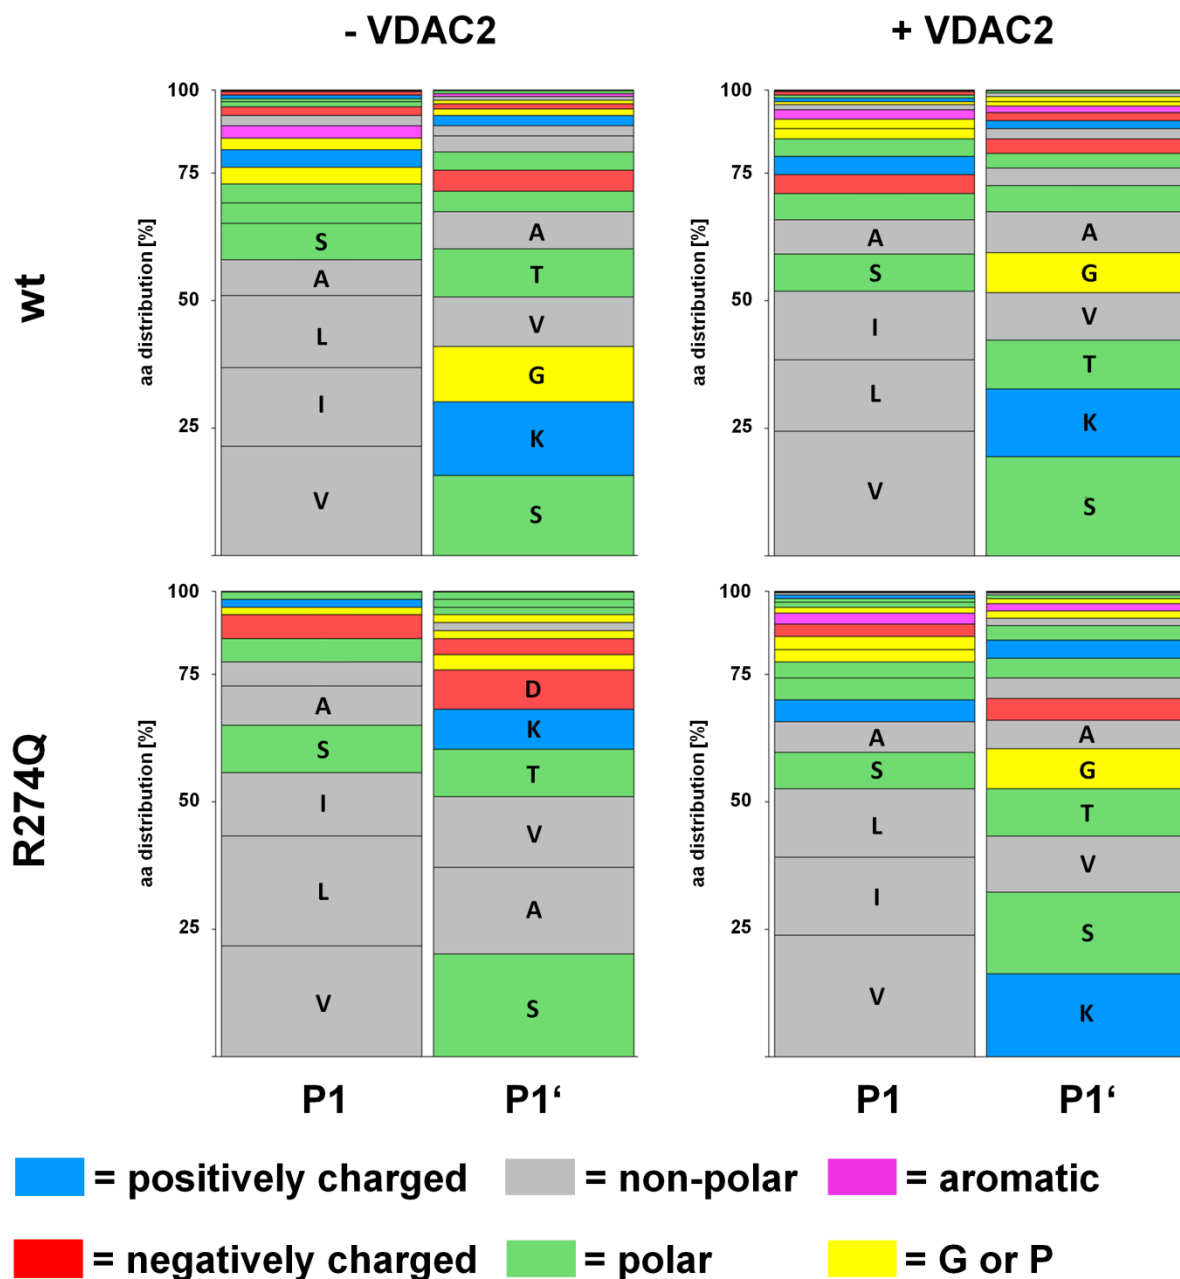 - VDAC2
+ VDAC2
wt
aa distribution [%]
100
75
50
25
S
A
L
I
V
A
T
V
G
K
S
aa distribution [%]
100
75
50
25
A
S
I
L
V
A
G
V
T
K
S
R274Q
aa distribution [%]
100
75
50
25
A
S
I
L
V
D
K
T
V
A
S
aa distribution [%]
100
75
50
25
A
S
L
I
V
A
G
T
V
S
K
P1
P1‘
P1
P1‘
= positively charged
= non-polar
= aromatic
= negatively charged
= polar
= G or P